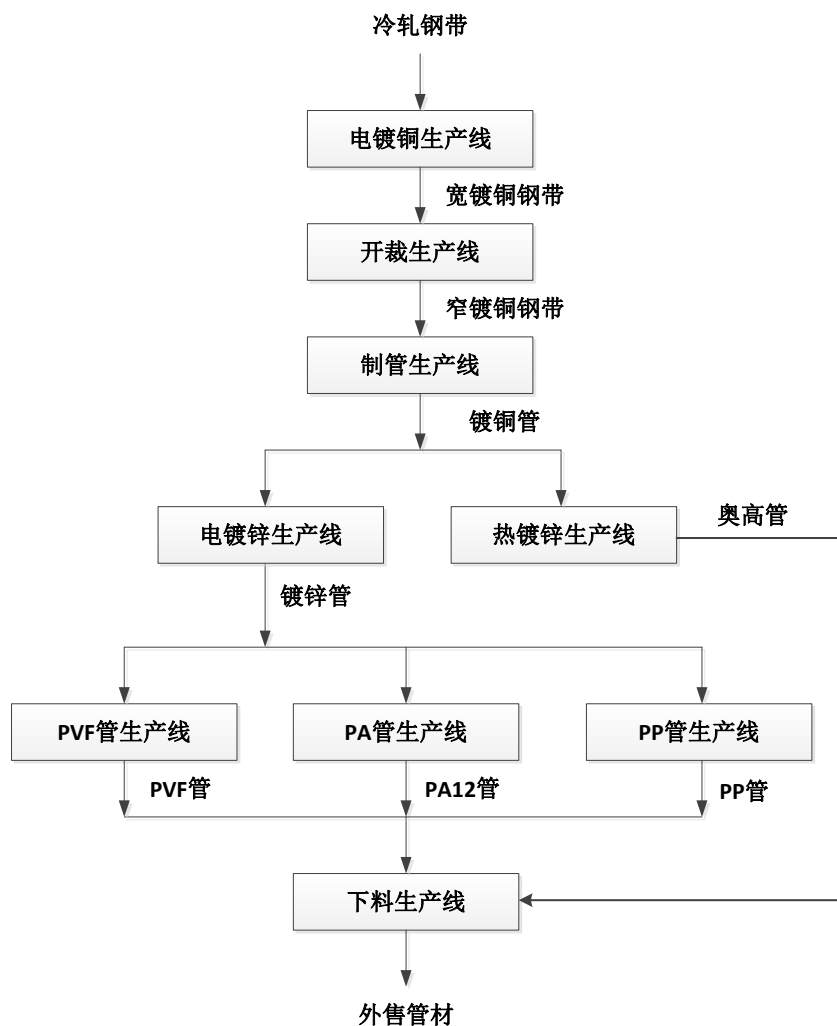 冷轧钢带
电镀铜生产线
宽镀铜钢带
开裁生产线
窄镀铜钢带
制管生产线
镀铜管
电镀锌生产线
热镀锌生产线
奥高管
镀锌管
PVF管生产线
PA管生产线
PP管生产线
PVF管
PA12管
PP管
下料生产线
外售管材